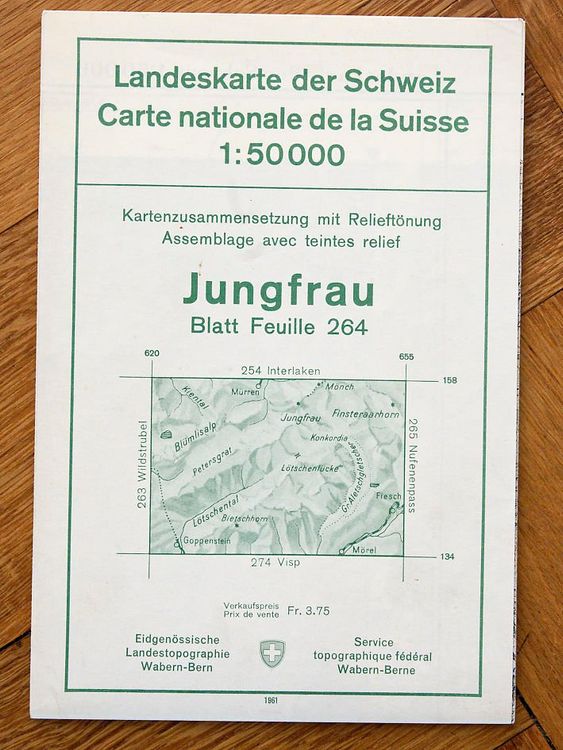 Landeskarte der Schweiz
Carte nationale de la Suisse
1:50000
Kartenzusammensetzung mit Relieftönung
Assemblage avec teintes relief
Jungfrau
Blatt Feuille 264
620
655
254 Interlaken
158
Kiental
Mürren
Mönch
Jungfrau
Finsteraarhorn
Blümlisalp
Konkordia
Petersgrat
Lötschenlücke
263 Wildstrubel
265 Nufenenpass
Gr. Aletschgletscher
Lötschental
Fiesch
Bietschhorn
Goppenstein
Mörel
134
274 Visp
Verkaufspreis
Prix de vente
Fr. 3.75
Eidgenössische
Landestopographie
Wabern-Bern
Service
topographique fédéral
Wabern-Berne
1961